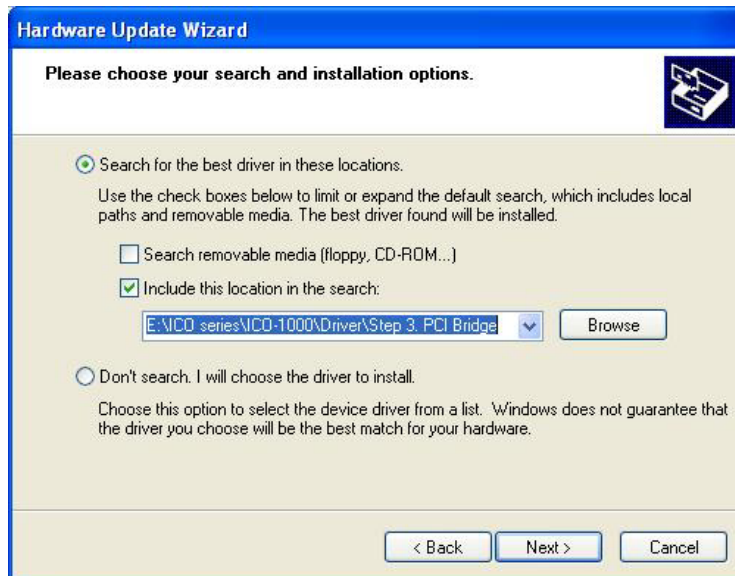 Hardware Update Wizard
Please choose your search and installation options.
Search for the best driver in these locations.
Use the check boxes below to limit or expand the default search, which includes local
paths and removable media. The best driver found will be installed.
Search removable media (floppy, CD-ROM...)
Include this location in the search:
E:\ICO series\ICO-1000\Driver\Step 3. PCI Bridge
Browse
Don't search. I will choose the driver to install.
Choose this option to select the device driver from a list. Windows does not guarantee that
the driver you choose will be the best match for your hardware.
< Back
Next >
Cancel